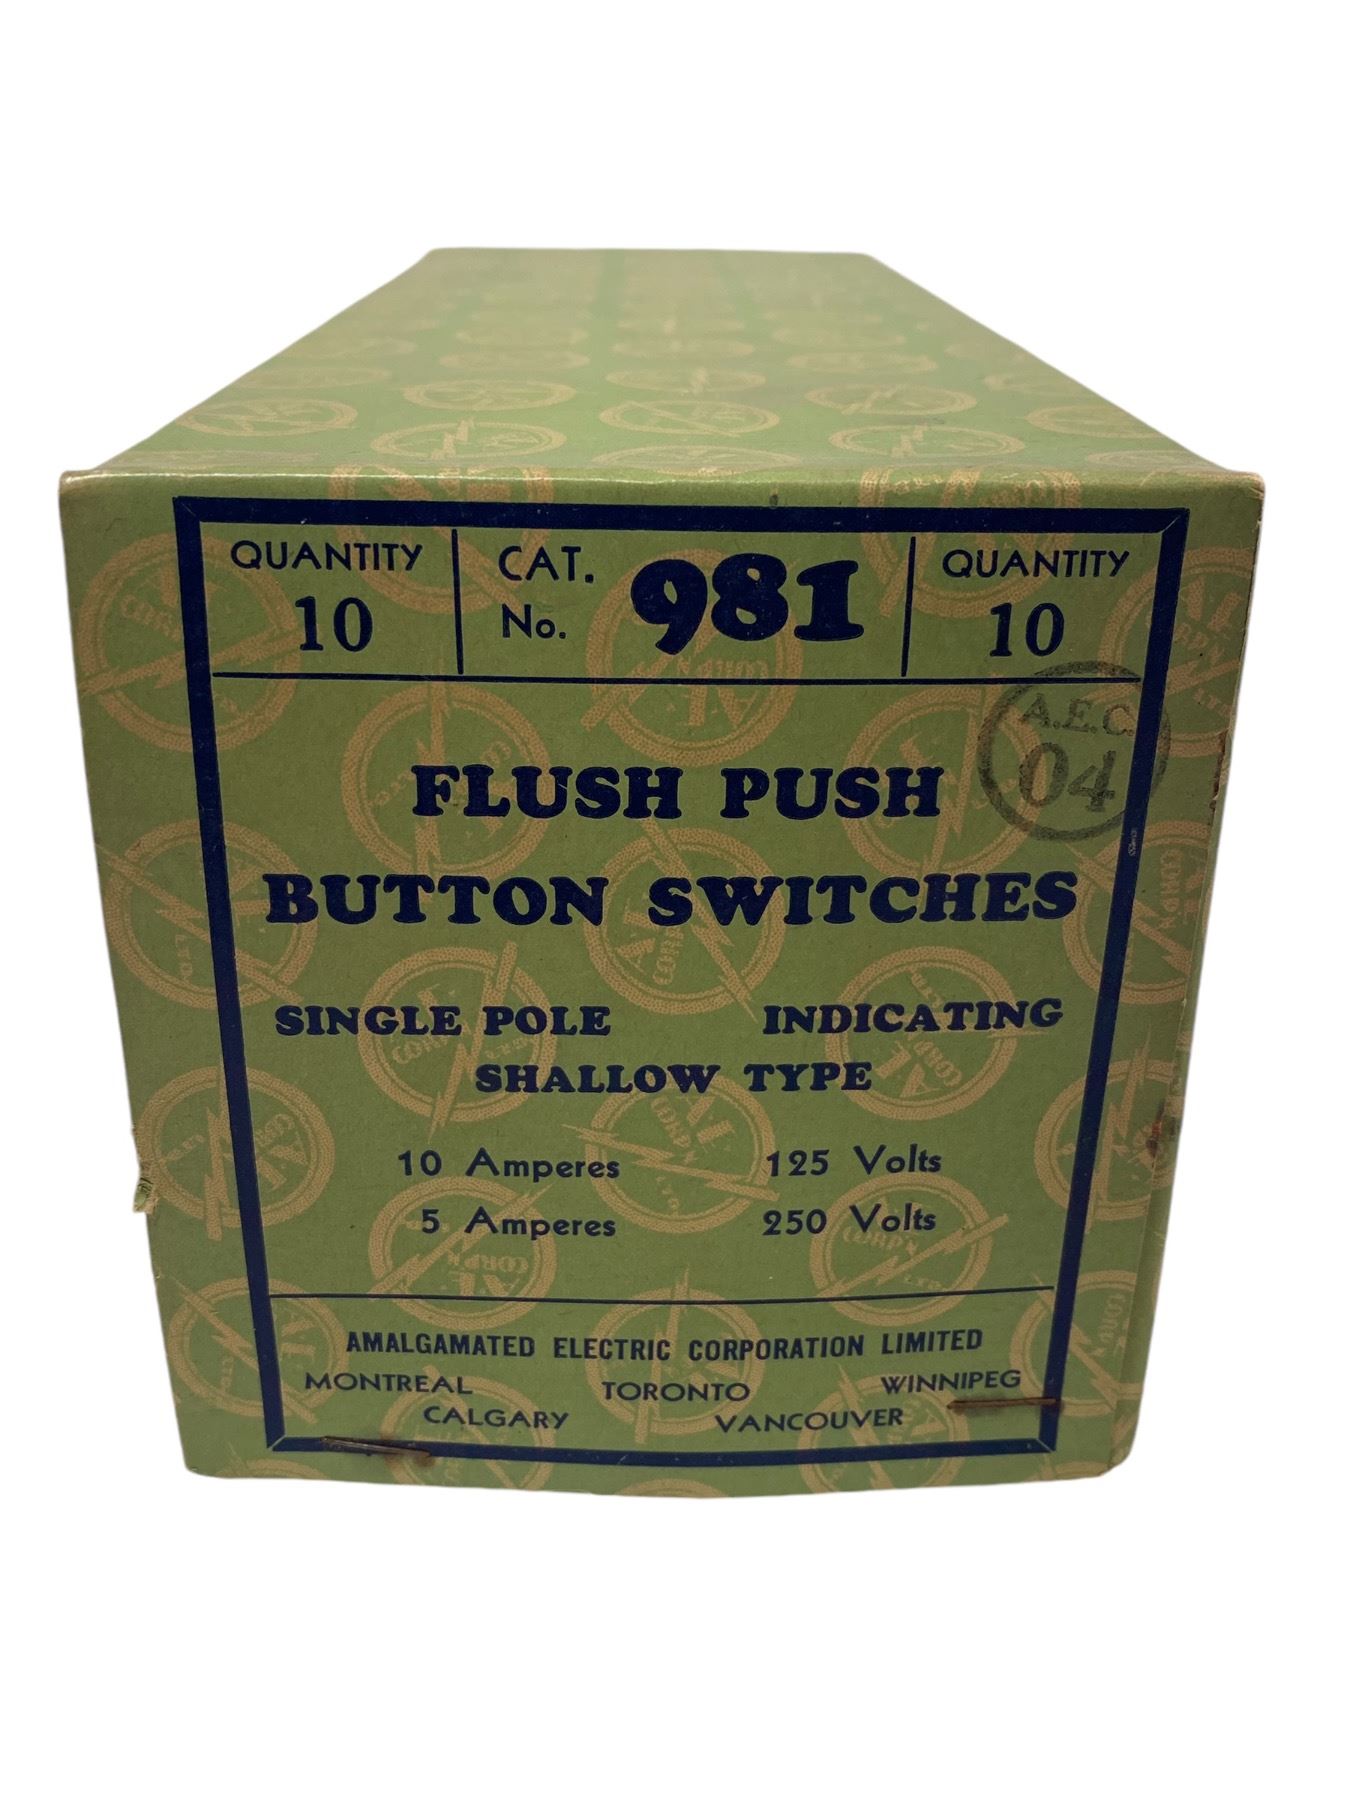 QUANTITY
10
CAT.
No.
981
QUANTITY
10
A.E.C.
04
FLUSH PUSH
BUTTON SWITCHES
SINGLE POLE INDICATING
SHALLOW TYPE
10 Amperes 125 Volts
5 Amperes 250 Volts
AMALGAMATED ELECTRIC CORPORATION LIMITED
MONTREAL TORONTO WINNIPEG
CALGARY VANCOUVER